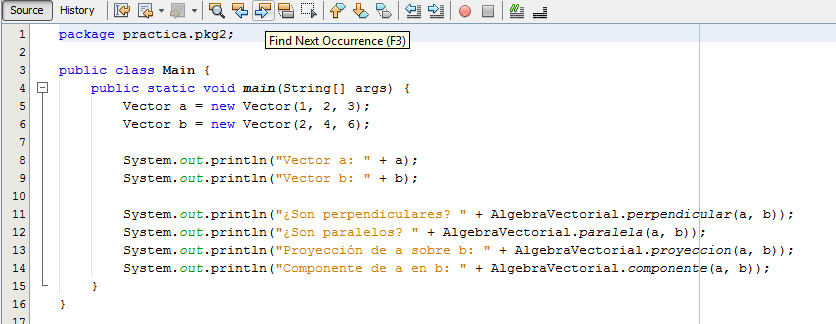 Source History
1 package practica.pkg2;
Find Next Occurrence (F3)
2
3 public class Main {
4 public static void main(String[] args) {
5 Vector a = new Vector(1, 2, 3);
6 Vector b = new Vector(2, 4, 6);
7
8 System.out.println("Vector a: " + a);
9 System.out.println("Vector b: " + b);
10
11 System.out.println("¿Son perpendiculares? " + AlgebraVectorial.perpendicular(a, b));
12 System.out.println("¿Son paralelos? " + AlgebraVectorial.paralela(a, b));
13 System.out.println("Proyección de a sobre b: " + AlgebraVectorial.proyeccion(a, b));
14 System.out.println("Componente de a en b: " + AlgebraVectorial.componente(a, b));
15 }
16 }
17